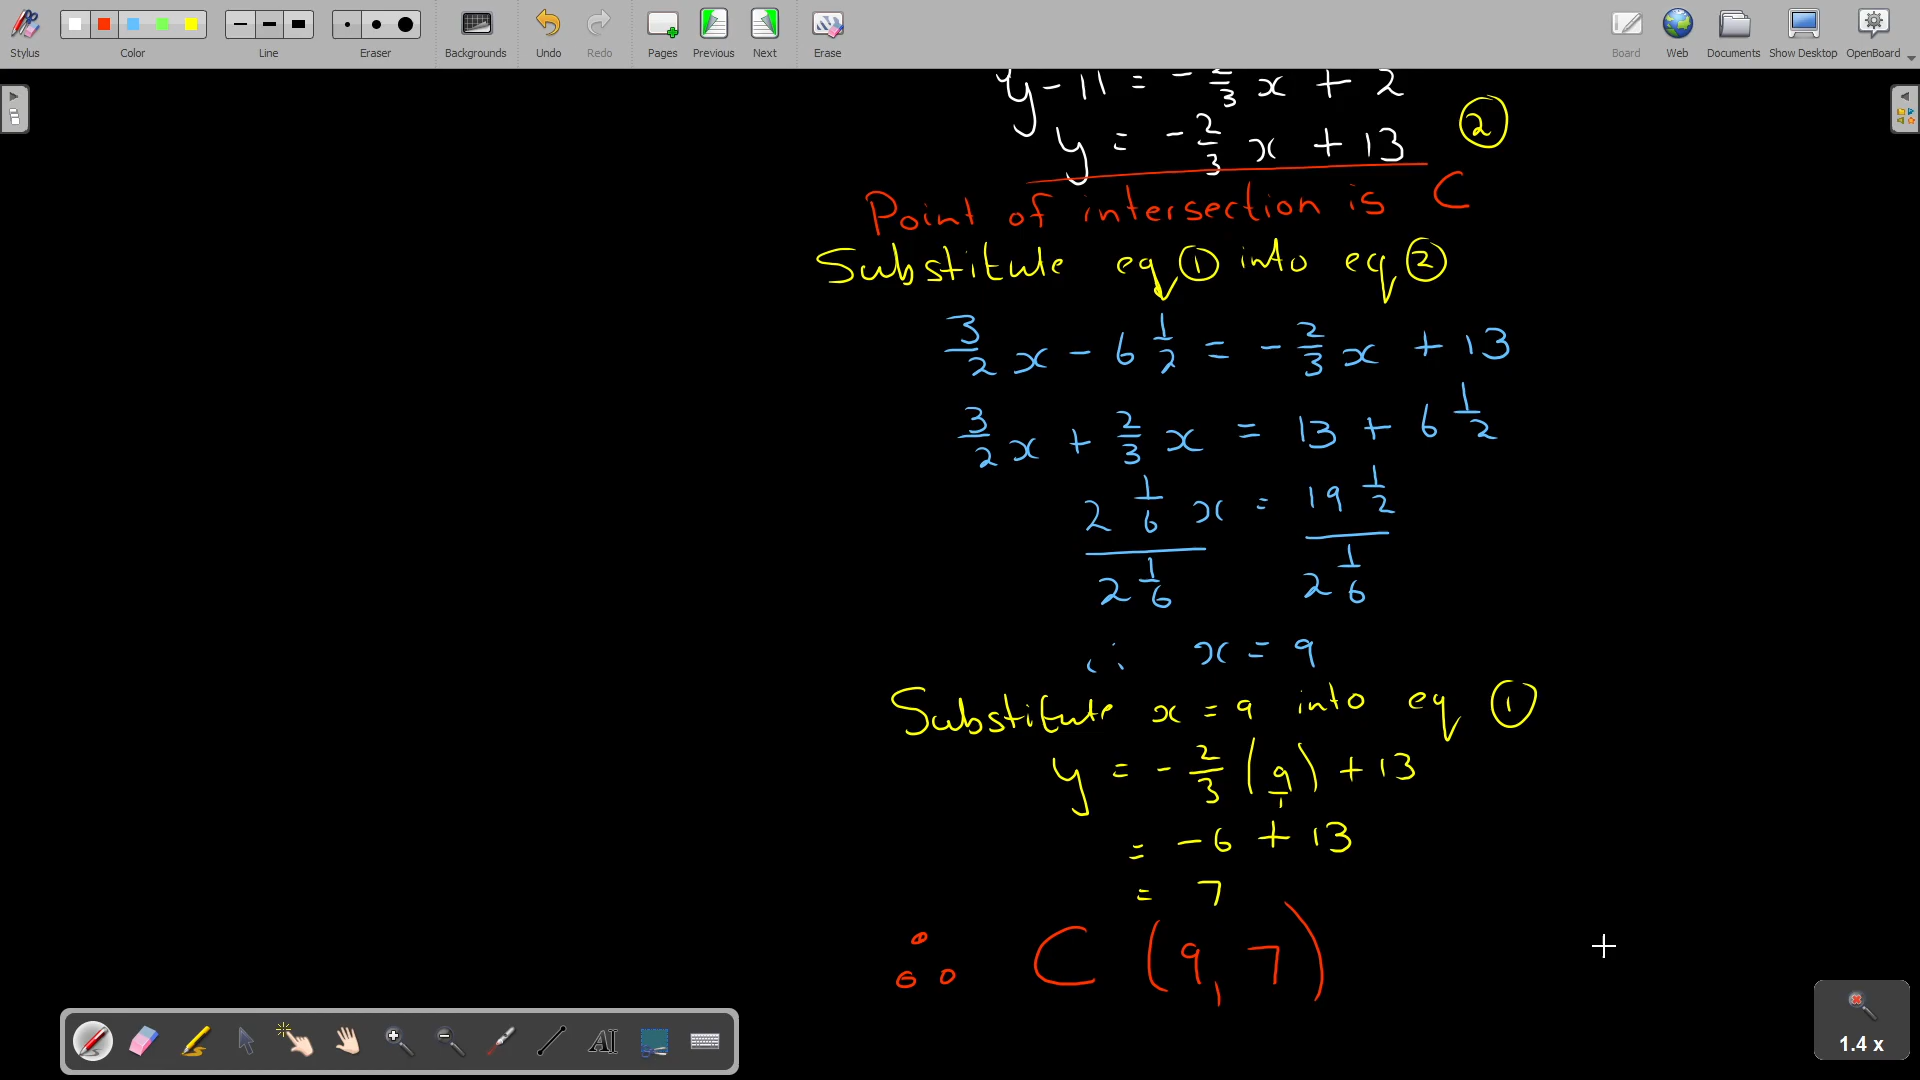 Stylus Color Line Eraser Backgrounds Undo Redo Pages Previous Next Erase Board Web Documents Show Desktop OpenBoard
y - 11 = -2/3 x + 2
y = -2/3 x + 13 ②
Point of intersection is C
Substitute eq ① into eq ②
3/2 x - 6 1/2 = -2/3 x + 13
3/2 x + 2/3 x = 13 + 6 1/2
2 1/6 x / 2 1/6 = 19 1/2 / 2 1/6
∴ x = 9
Substitute x = 9 into eq ①
y = -2/3 (9/1) + 13
= -6 + 13
= 7
∴ C (9, 7)
AI
1.4 x